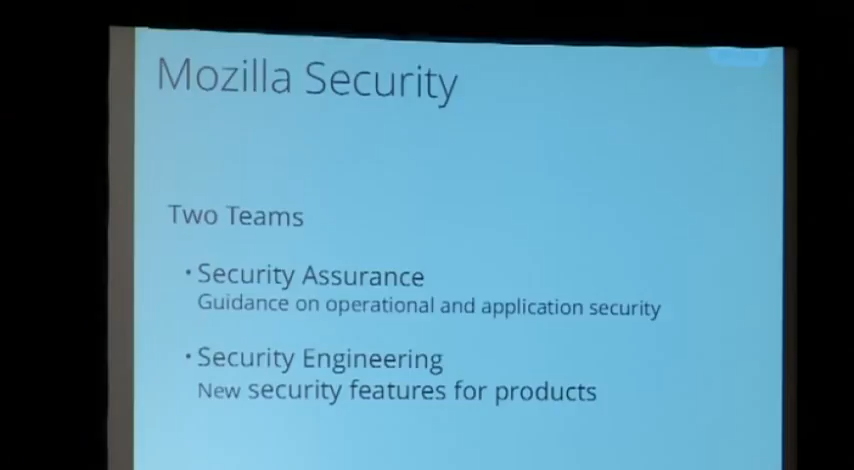 Mozilla Security
Two Teams
• Security Assurance
Guidance on operational and application security
• Security Engineering
New security features for products